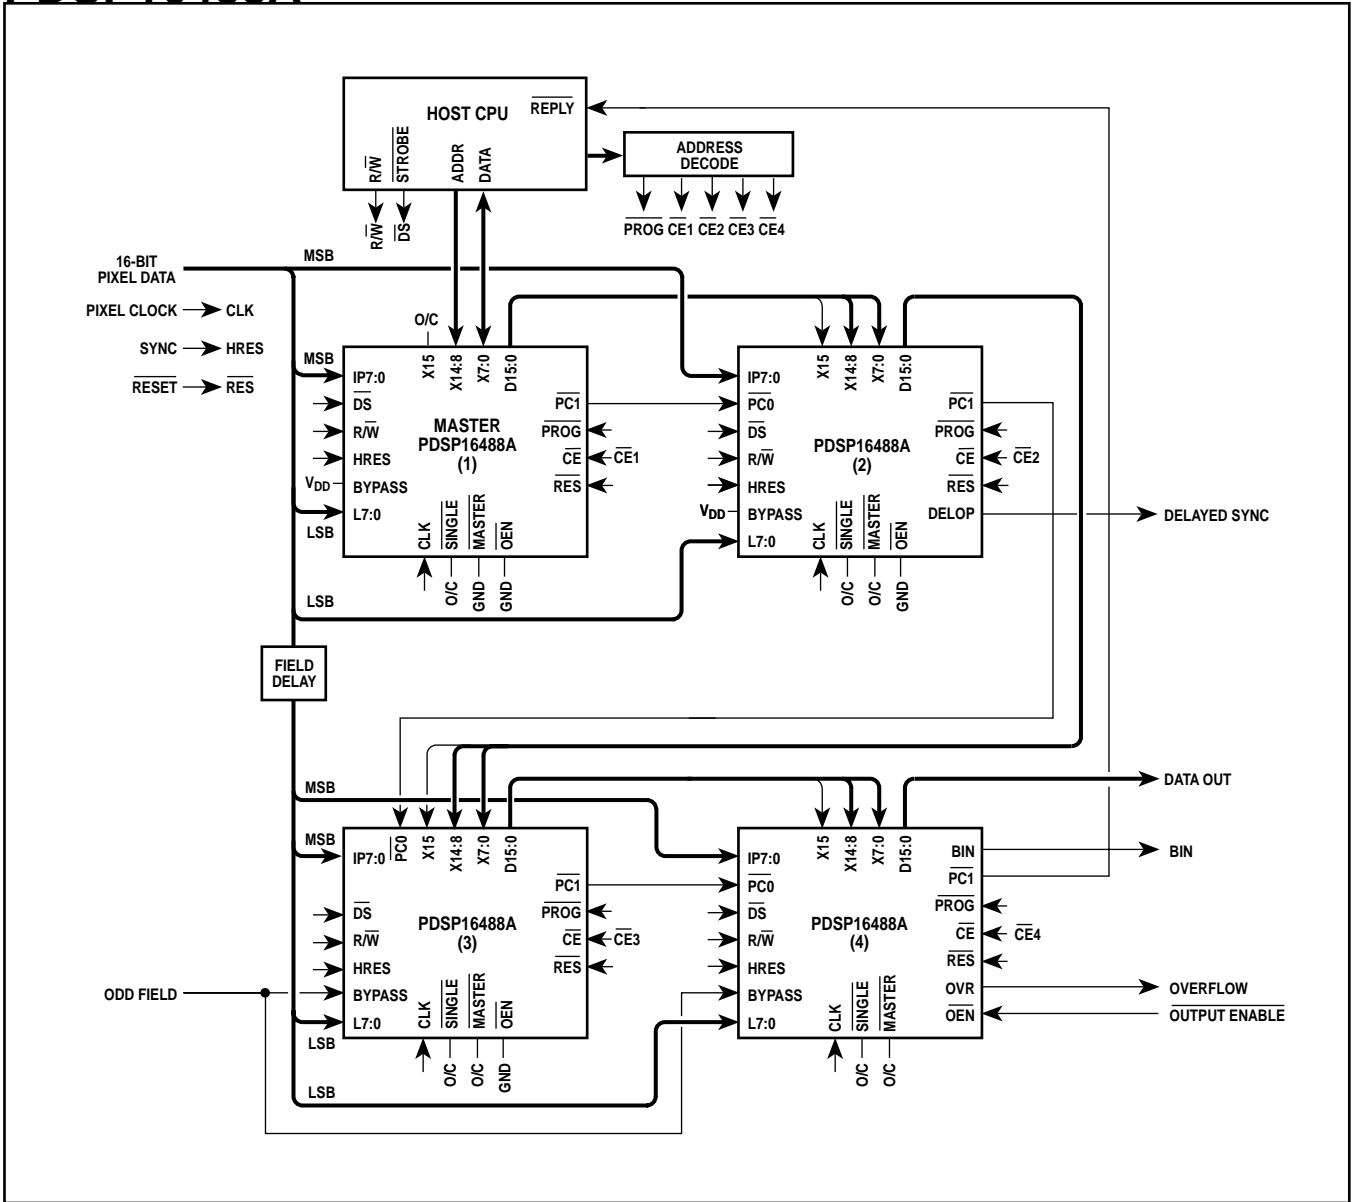 PDSP16488A
HOST CPU
REPLY
R/W
STROBE
ADDR
DATA
ADDRESS
DECODE
R/W
DS
PROG CE1 CE2 CE3 CE4
16-BIT
PIXEL DATA
MSB
PIXEL CLOCK
CLK
SYNC
HRES
RESET
RES
O/C
MSB
LSB
X15
X14:8
X7:0
D15:0
IP7:0
DS
R/W
HRES
BYPASS
L7:0
VDD
MASTER
PDSP16488A
(1)
PC1
PROG
CE
CE1
RES
CLK
SINGLE
MASTER
OEN
O/C
GND
GND
LSB
X15
X14:8
X7:0
D15:0
IP7:0
PC0
DS
R/W
HRES
BYPASS
L7:0
VDD
PDSP16488A
(2)
PC1
PROG
CE
CE2
RES
DELOP
DELAYED SYNC
CLK
SINGLE
MASTER
OEN
O/C
O/C
GND
FIELD
DELAY
MSB
MSB
PC0
X15
X14:8
X7:0
D15:0
IP7:0
DS
R/W
HRES
BYPASS
L7:0
ODD FIELD
LSB
LSB
PDSP16488A
(3)
PC1
PROG
CE
CE3
RES
CLK
SINGLE
MASTER
OEN
O/C
O/C
GND
X15
X14:8
X7:0
D15:0
DATA OUT
IP7:0
PC0
DS
R/W
HRES
BYPASS
L7:0
PDSP16488A
(4)
BIN
BIN
PC1
PROG
CE
CE4
RES
OVR
OVERFLOW
OEN
OUTPUT ENABLE
CLK
SINGLE
MASTER
O/C
O/C